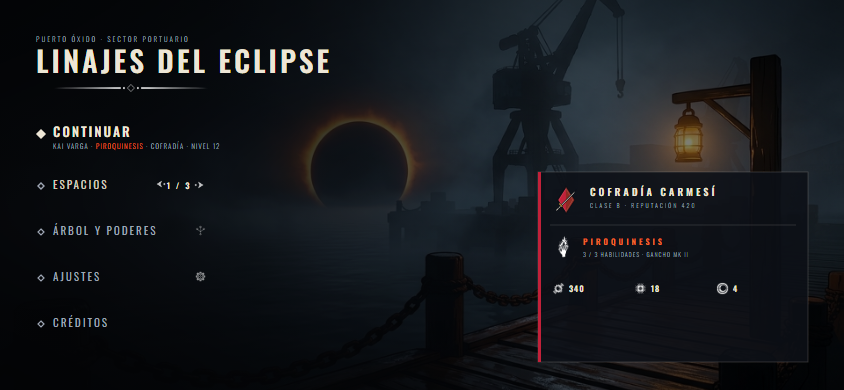 PUERTO ÓXIDO · SECTOR PORTUARIO
LINAJES DEL ECLIPSE
CONTINUAR
KAI VARGA · PIROQUINESIS · COFRADÍA · NIVEL 12
ESPACIOS
1 / 3
ÁRBOL Y PODERES
AJUSTES
CRÉDITOS
COFRADÍA CARMESÍ
CLASE B · REPUTACIÓN 420
PIROQUINESIS
3 / 3 HABILIDADES · GANCHO MK II
340
18
4